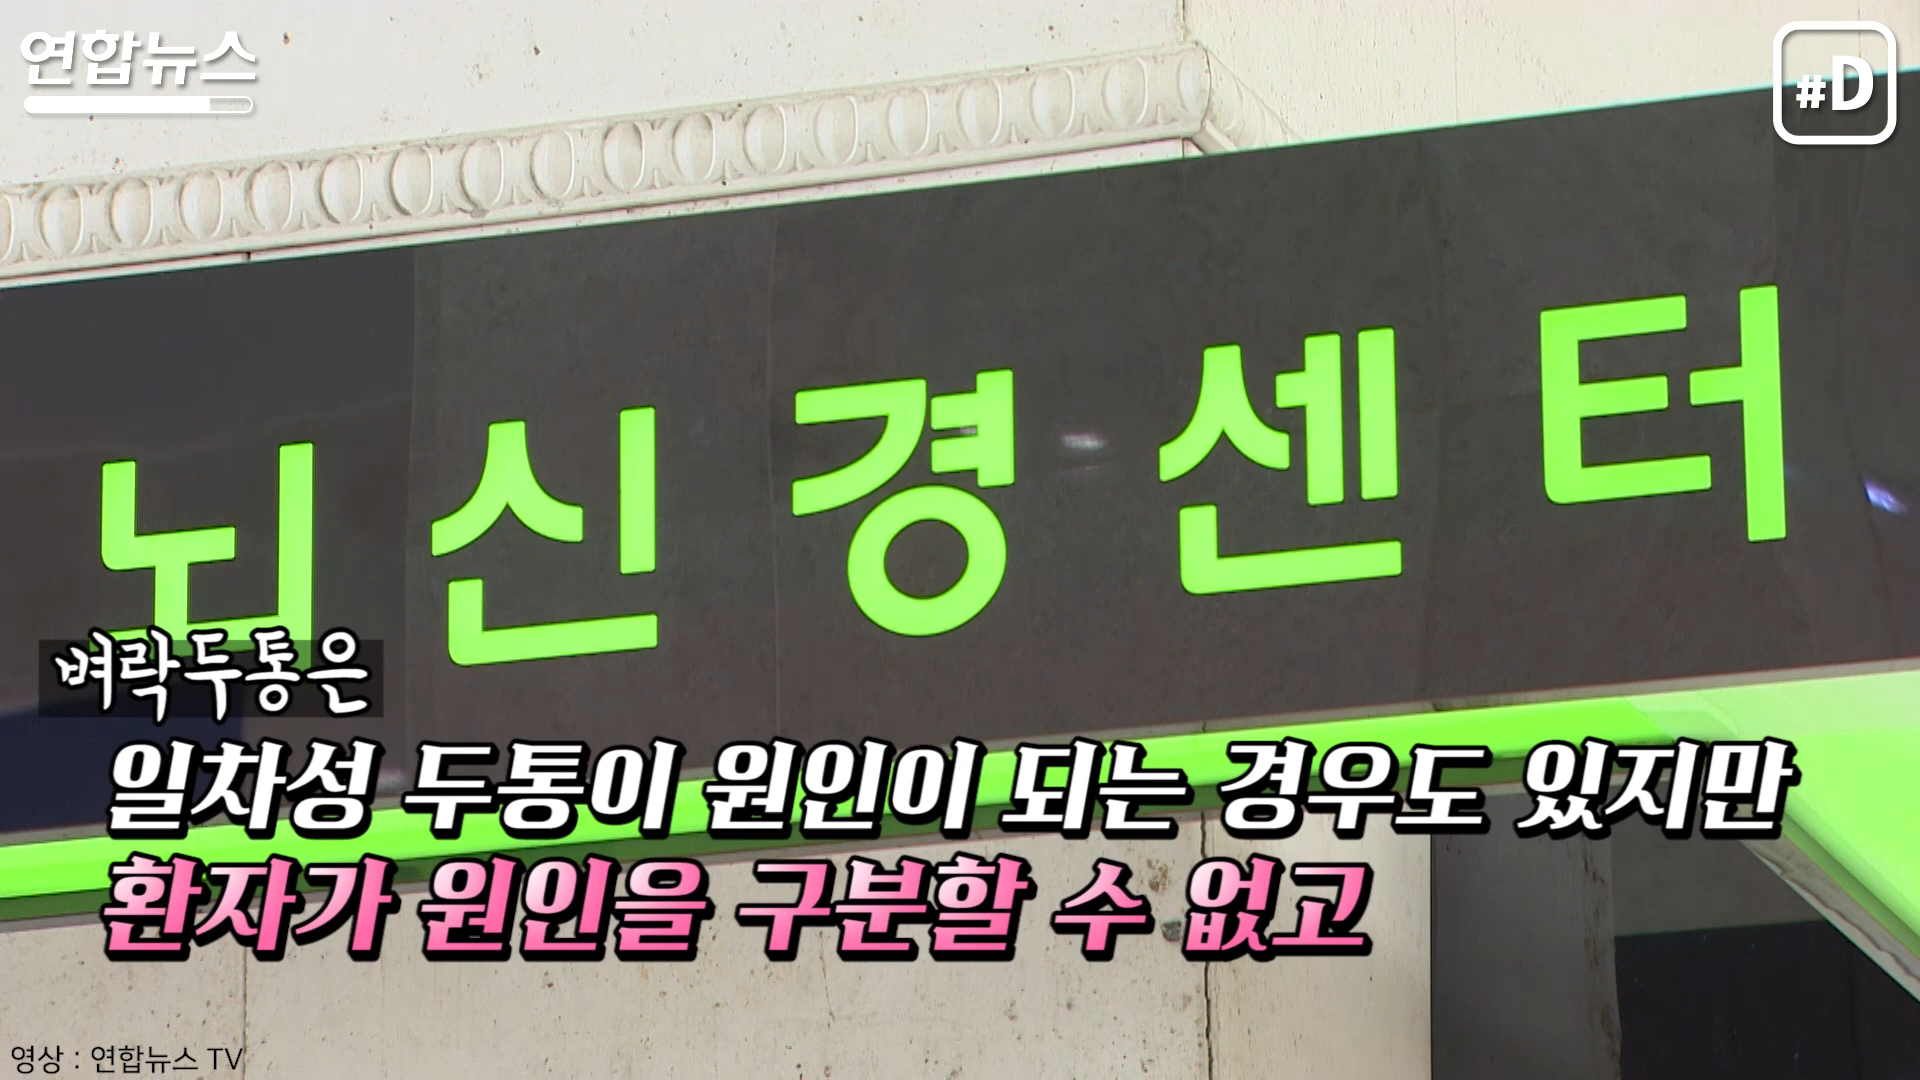 연합뉴스
#D
뇌신경센터
벼락두통은
일차성 두통이 원인이 되는 경우도 있지만
환자가 원인을 구분할 수 없고
영상 : 연합뉴스 TV